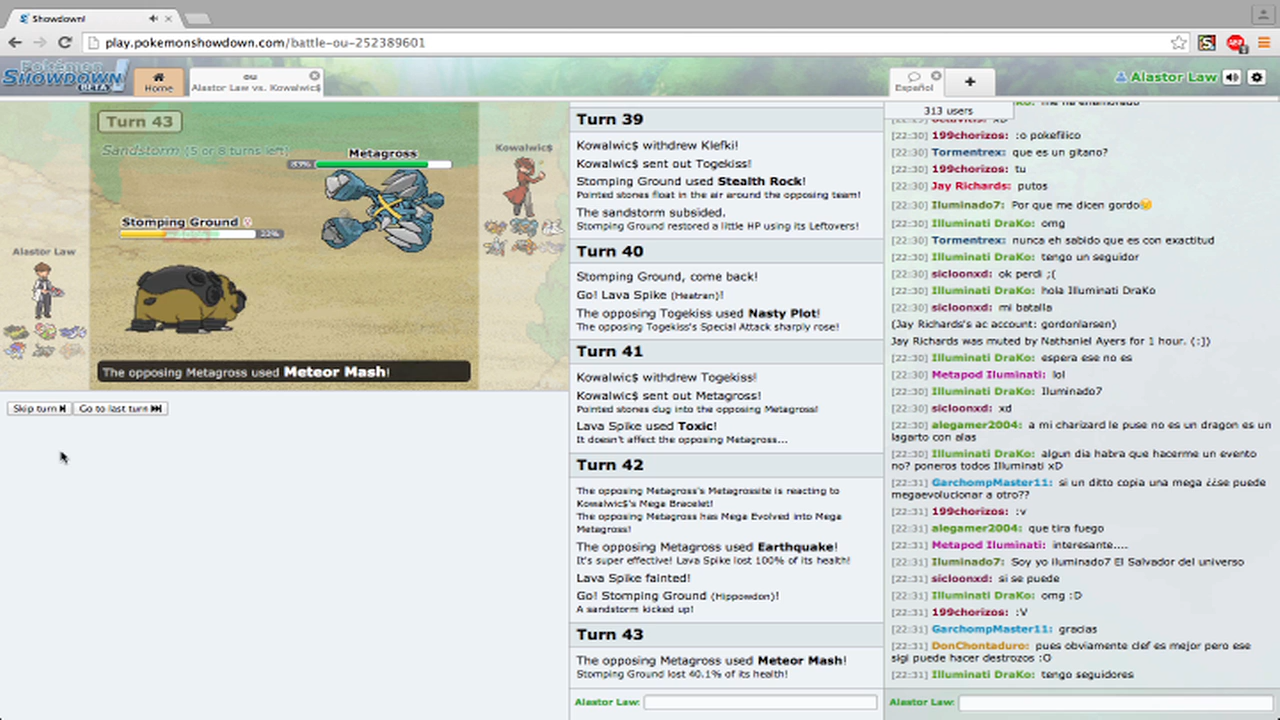 Showdown!
play.pokemonshowdown.com/battle-ou-252389601
Pokémon
SHOWDOWN!
BETA
Home
ou
Alastor Law vs. Kowalwic$
Español
+
Alastor Law
Turn 43
Sandstorm (5 or 8 turns left)
Metagross
83%
Kowalwic$
Stomping Ground
22%
Alastor Law
The opposing Metagross used Meteor Mash!
Skip turn
Go to last turn
Turn 39
Kowalwic$ withdrew Klefki!
Kowalwic$ sent out Togekiss!
Stomping Ground used Stealth Rock!
Pointed stones float in the air around the opposing team!
The sandstorm subsided.
Stomping Ground restored a little HP using its Leftovers!
Turn 40
Stomping Ground, come back!
Go! Lava Spike (Heatran)!
The opposing Togekiss used Nasty Plot!
The opposing Togekiss's Special Attack sharply rose!
Turn 41
Kowalwic$ withdrew Togekiss!
Kowalwic$ sent out Metagross!
Pointed stones dug into the opposing Metagross!
Lava Spike used Toxic!
It doesn't affect the opposing Metagross...
Turn 42
The opposing Metagross's Metagrossite is reacting to
Kowalwic$'s Mega Bracelet!
The opposing Metagross has Mega Evolved into Mega
Metagross!
The opposing Metagross used Earthquake!
It's super effective! Lava Spike lost 100% of its health!
Lava Spike fainted!
Go! Stomping Ground (Hippowdon)!
A sandstorm kicked up!
Turn 43
The opposing Metagross used Meteor Mash!
Stomping Ground lost 40.1% of its health!
Alastor Law:
313 users
[22:30] 199chorizos: :o pokefilico
[22:30] Tormentrex: que es un gitano?
[22:30] 199chorizos: tu
[22:30] Jay Richards: putos
[22:30] Iluminado7: Por que me dicen gordo
[22:30] Illuminati DraKo: omg
[22:30] Tormentrex: nunca eh sabido que es con exactitud
[22:30] Illuminati DraKo: tengo un seguidor
[22:30] sicloonxd: ok perdi ;(
[22:30] Illuminati DraKo: hola Illuminati DraKo
[22:30] sicloonxd: mi batalla
(Jay Richards's ac account: gordonlarsen)
Jay Richards was muted by Nathaniel Ayers for 1 hour. (:])
[22:30] Illuminati DraKo: espera ese no es
[22:30] Metapod Iluminati: lol
[22:30] Illuminati DraKo: Iluminado7
[22:30] sicloonxd: xd
[22:30] alegamer2004: a mi charizard le puse no es un dragon es un
lagarto con alas
[22:30] Illuminati DraKo: algun dia habra que hacerme un evento
no? poneros todos Illuminati xD
[22:31] GarchompMaster11: si un ditto copia una mega ¿¿se puede
megaevolucionar a otro??
[22:31] 199chorizos: :v
[22:31] alegamer2004: que tira fuego
[22:31] Metapod Iluminati: interesante....
[22:31] Iluminado7: Soy yo iluminado7 El Salvador del universo
[22:31] sicloonxd: si se puede
[22:31] Illuminati DraKo: omg :D
[22:31] 199chorizos: :V
[22:31] GarchompMaster11: gracias
[22:31] DonChontaduro: pues obviamente clef es mejor pero ese
sigi puede hacer destrozos :O
[22:31] Illuminati DraKo: tengo seguidores
Alastor Law: